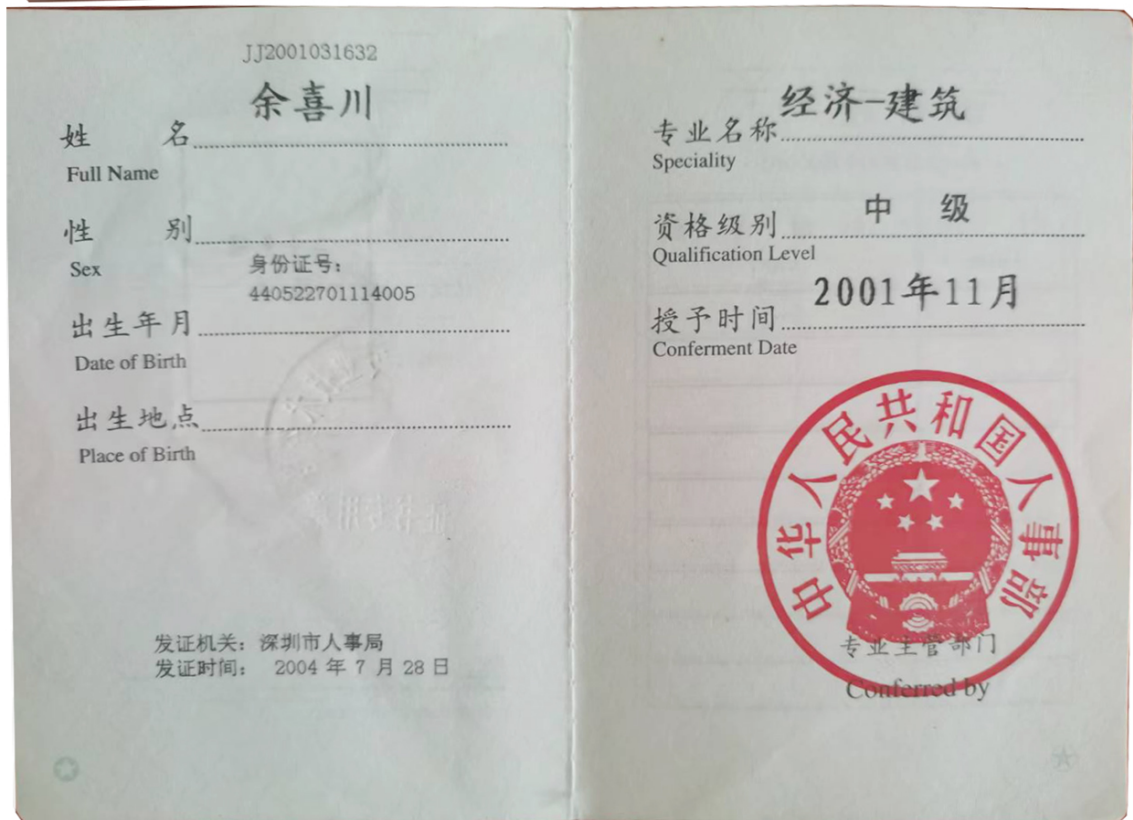 JJ2001031632
余喜川
姓 名
Full Name
性 别
Sex
身份证号:
440522701114005
出生年月
Date of Birth
出生地点
Place of Birth
证书专用章
发证机关: 深圳市人事局
发证时间: 2004 年 7 月 28 日
经济-建筑
专业名称
Speciality
中 级
资格级别
Qualification Level
2001年11月
授予时间
Conferment Date
中华人民共和国人事部
专业主管部门
Conferred by